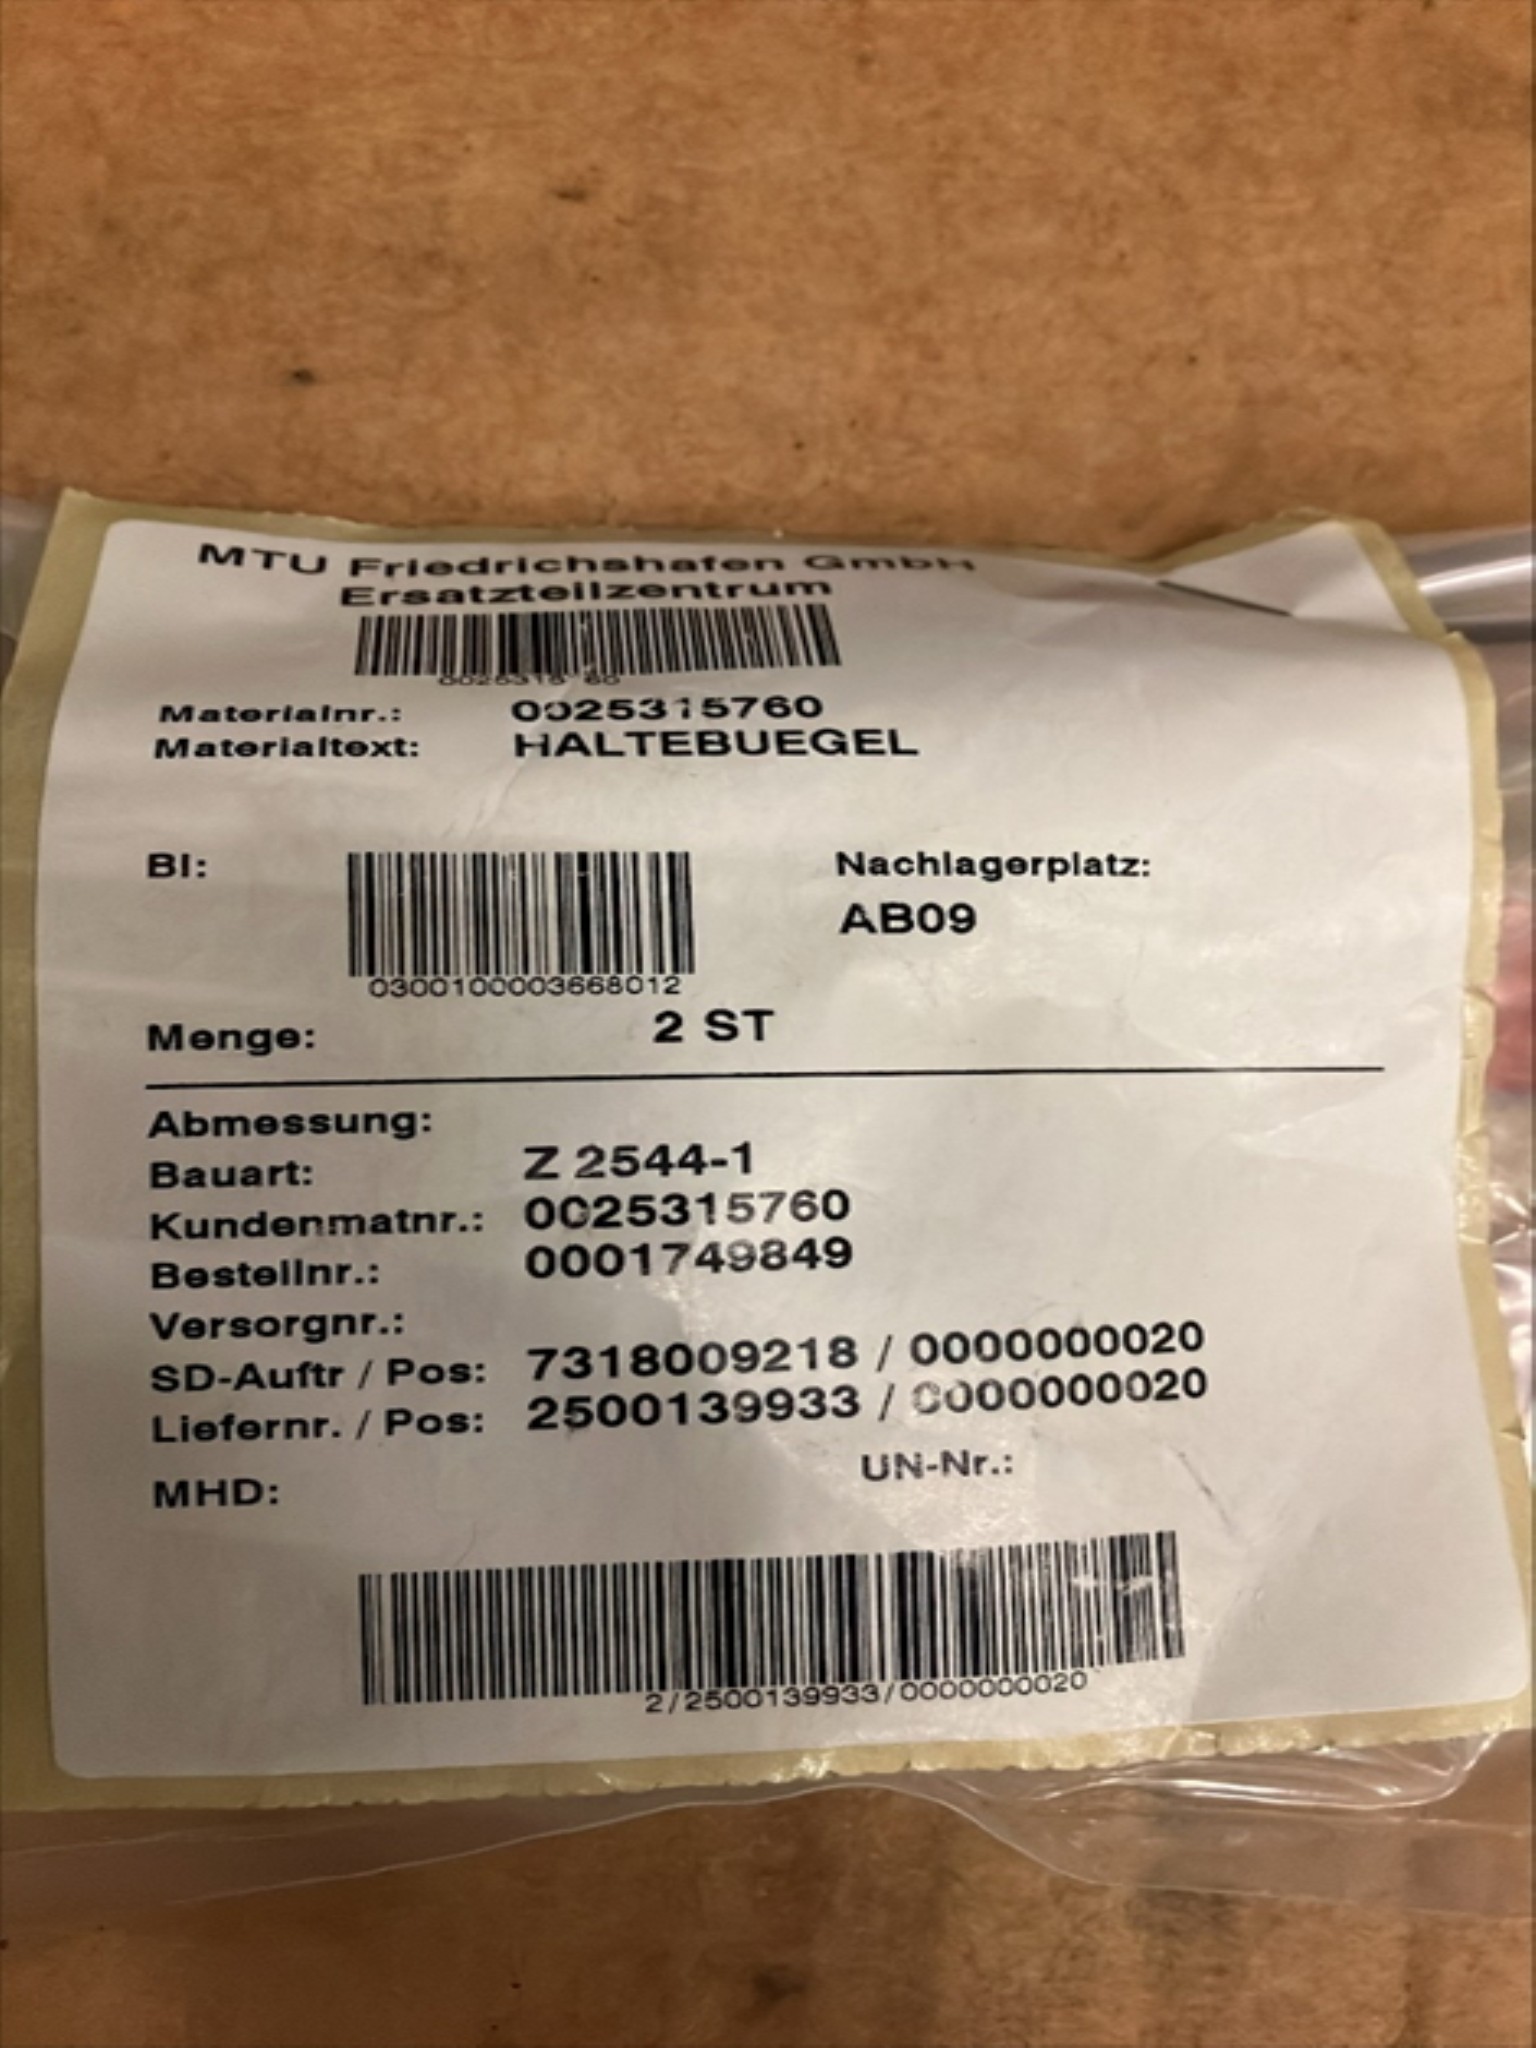 MTU Friedrichshafen GmbH
Ersatzteilzentrum
Materialnr.: 0025315760
Materialtext: HALTEBUEGEL
BI:
Nachlagerplatz:
AB09
0300100003668012
Menge: 2 ST
Abmessung:
Bauart: Z 2544-1
Kundenmatnr.: 0025315760
Bestellnr.: 0001749849
Versorgnr.:
SD-Auftr / Pos: 7318009218 / 0000000020
Liefernr. / Pos: 2500139933 / 0000000020
UN-Nr.:
MHD:
2/2500139933/0000000020